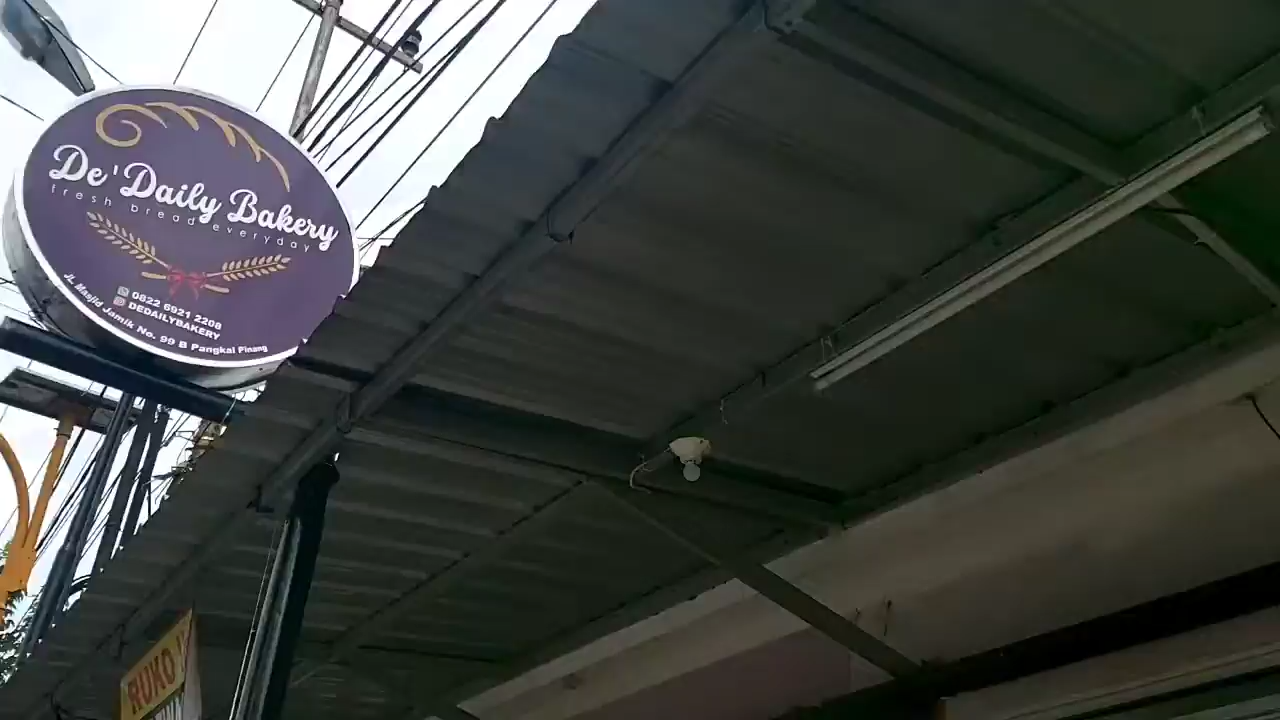 De'Daily Bakery
fresh bread everyday
0822 6921 2208
DEDAILYBAKERY
JL. Masjid Jamik No. 99 B Pangkal Pinang
RUKO